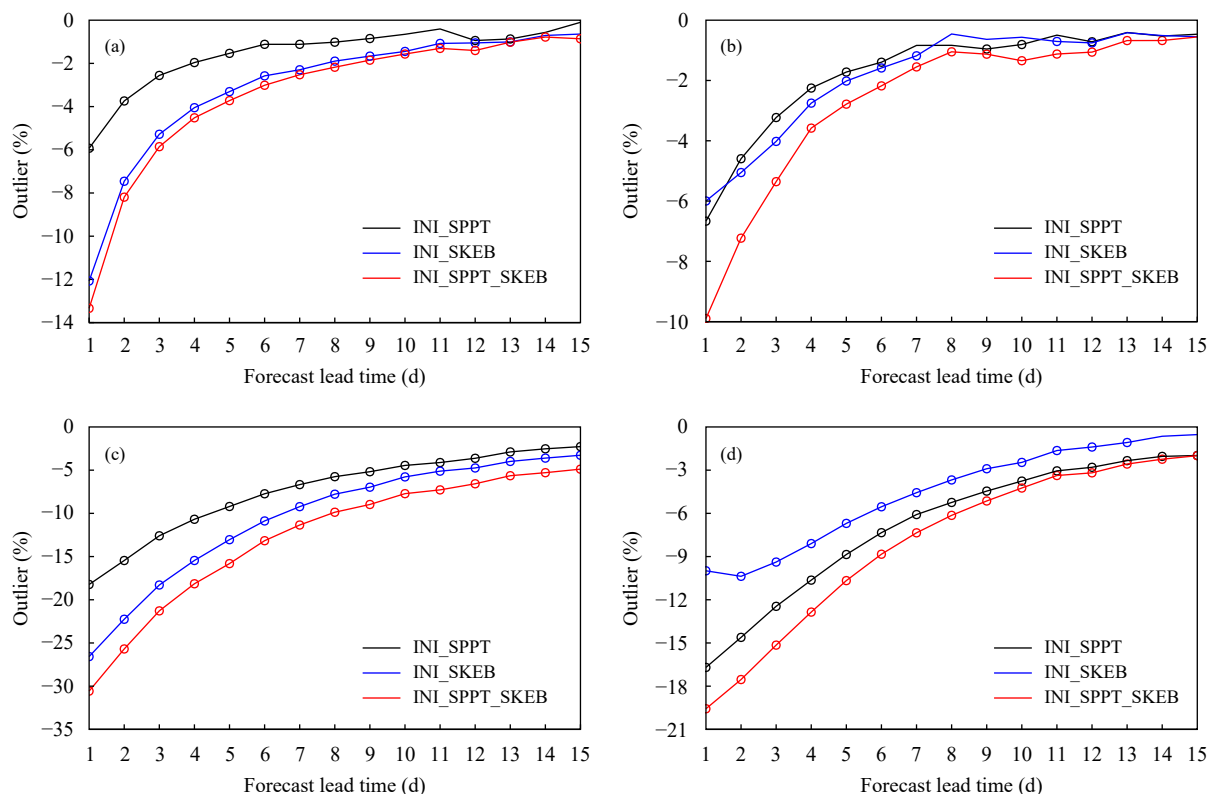 (a)
Outlier (%)
0
−2
−4
−6
−8
−10
−12
−14
INI_SPPT
INI_SKEB
INI_SPPT_SKEB
1 2 3 4 5 6 7 8 9 10 11 12 13 14 15
Forecast lead time (d)
(b)
Outlier (%)
0
−2
−4
−6
−8
−10
INI_SPPT
INI_SKEB
INI_SPPT_SKEB
1 2 3 4 5 6 7 8 9 10 11 12 13 14 15
Forecast lead time (d)
(c)
Outlier (%)
0
−5
−10
−15
−20
−25
−30
−35
INI_SPPT
INI_SKEB
INI_SPPT_SKEB
1 2 3 4 5 6 7 8 9 10 11 12 13 14 15
Forecast lead time (d)
(d)
Outlier (%)
0
−3
−6
−9
−12
−15
−18
−21
INI_SPPT
INI_SKEB
INI_SPPT_SKEB
1 2 3 4 5 6 7 8 9 10 11 12 13 14 15
Forecast lead time (d)